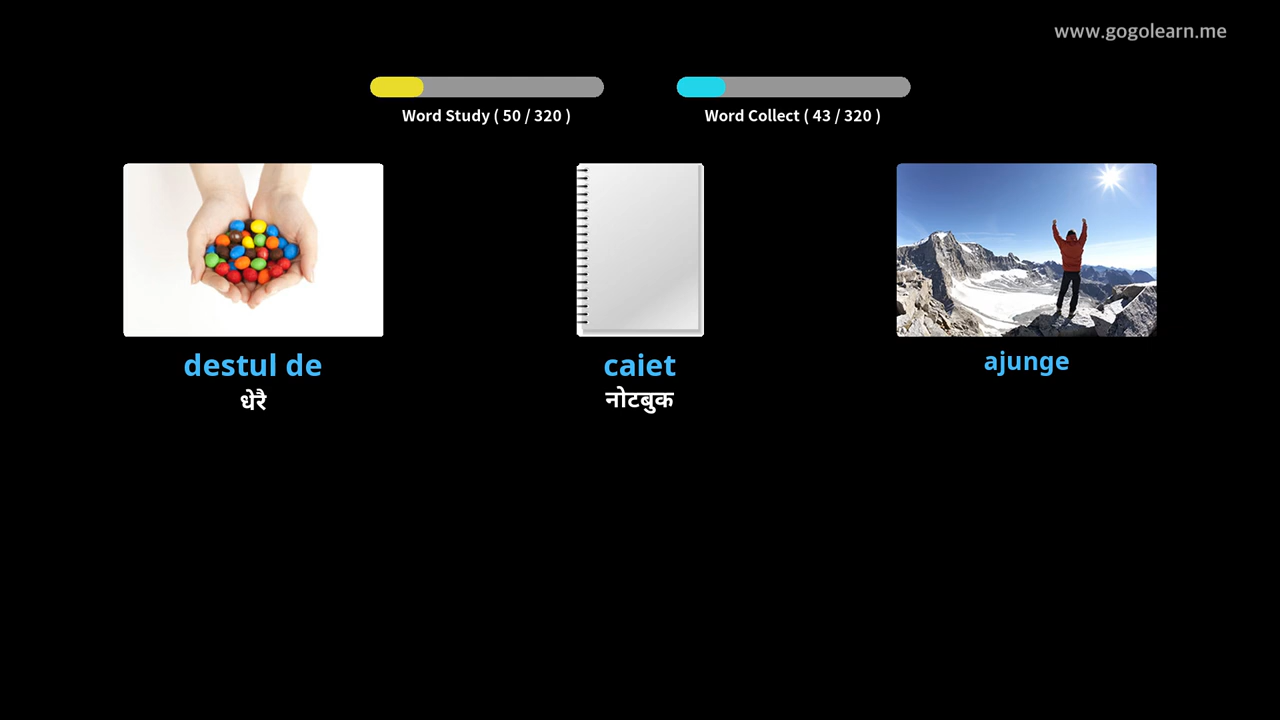 www.gogolearn.me
Word Study ( 50 / 320 )
Word Collect ( 43 / 320 )
destul de
caiet
ajunge
धेरै
नोटबुक